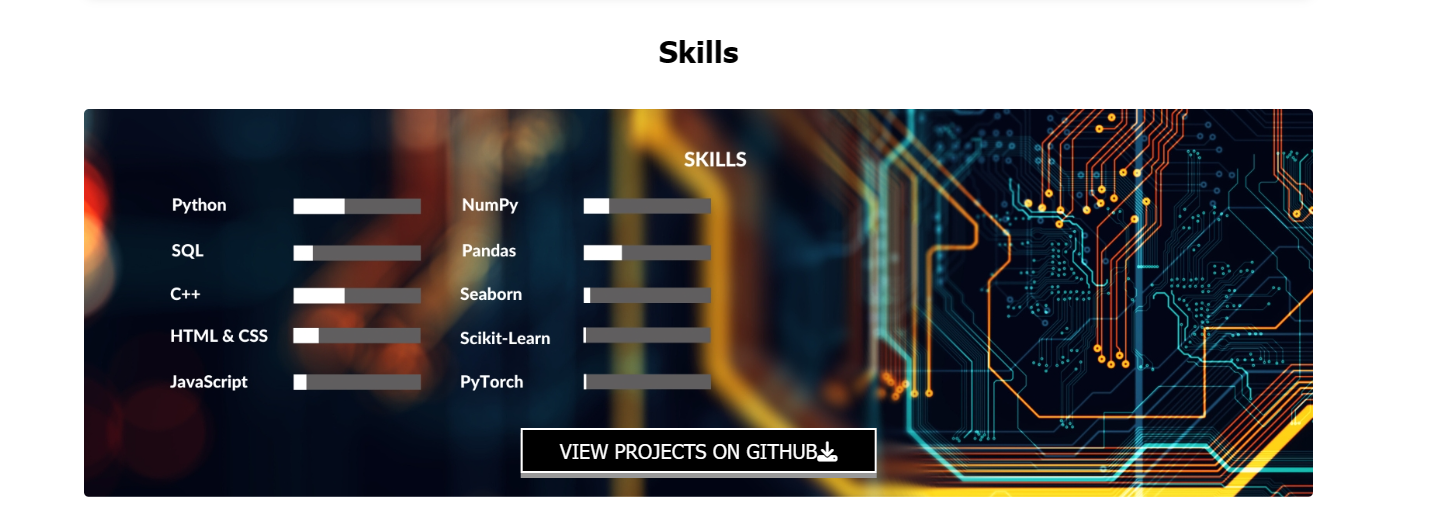 Skills
SKILLS
Python
SQL
C++
HTML & CSS
JavaScript
NumPy
Pandas
Seaborn
Scikit-Learn
PyTorch
VIEW PROJECTS ON GITHUB